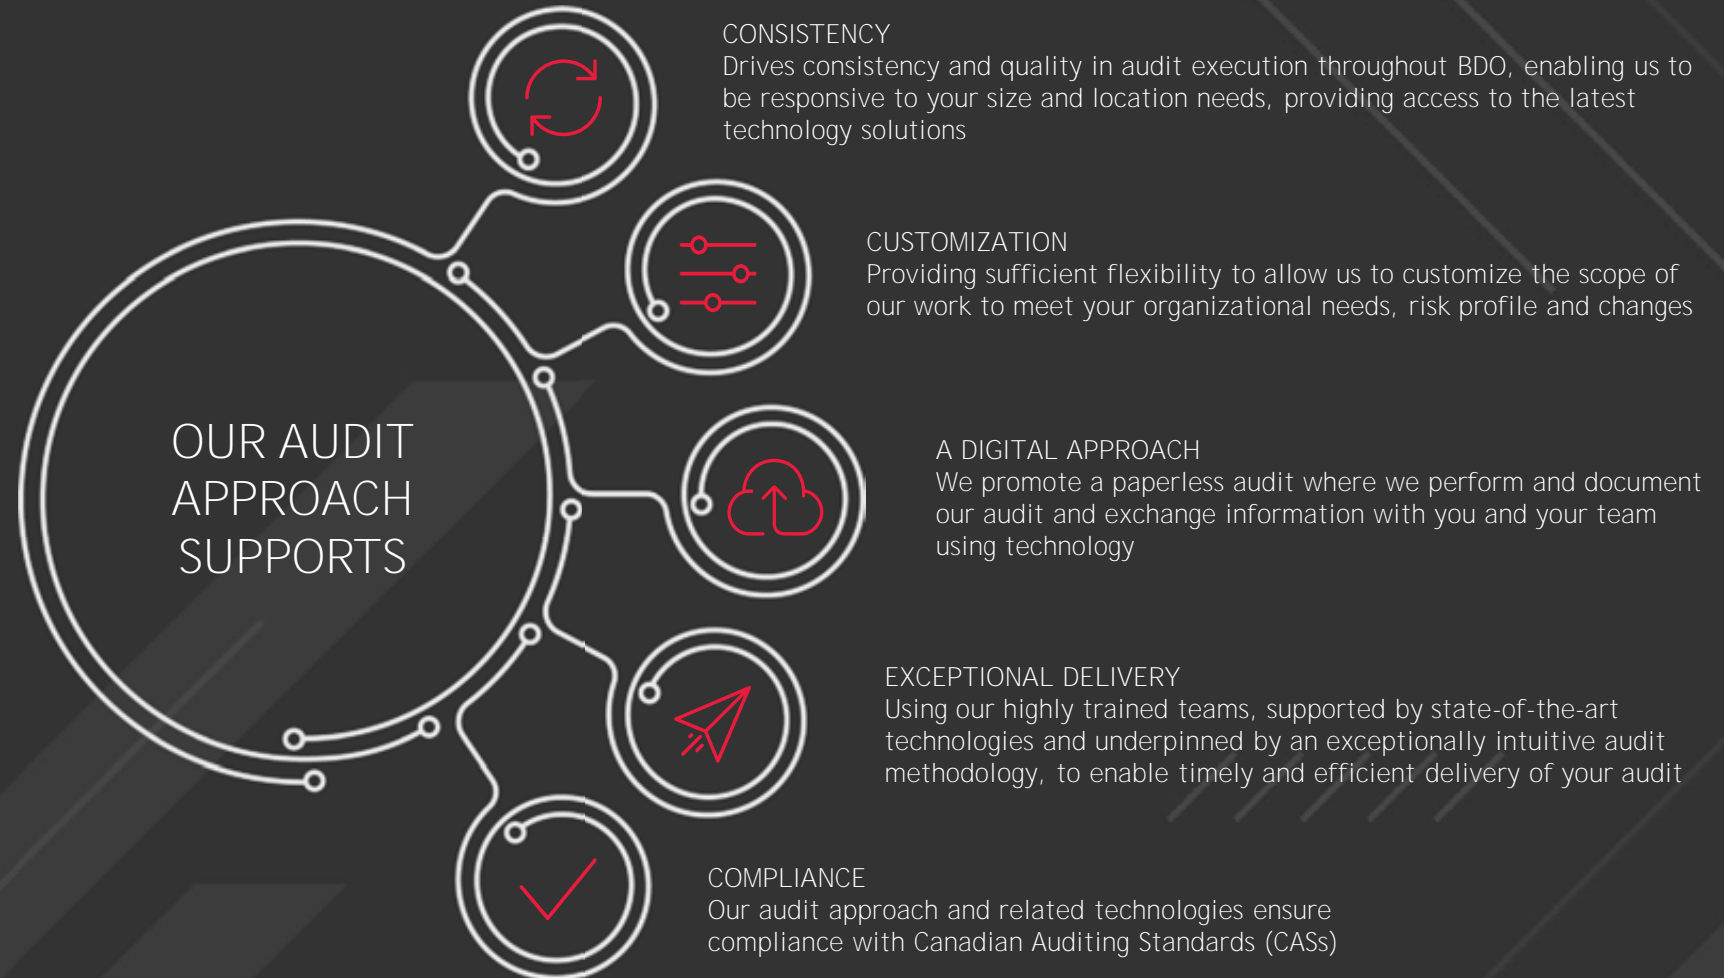 OUR AUDIT
APPROACH
SUPPORTS
CONSISTENCY
Drives consistency and quality in audit execution throughout BDO, enabling us to
be responsive to your size and location needs, providing access to the latest
technology solutions
CUSTOMIZATION
Providing sufficient flexibility to allow us to customize the scope of
our work to meet your organizational needs, risk profile and changes
A DIGITAL APPROACH
We promote a paperless audit where we perform and document
our audit and exchange information with you and your team
using technology
EXCEPTIONAL DELIVERY
Using our highly trained teams, supported by state-of-the-art
technologies and underpinned by an exceptionally intuitive audit
methodology, to enable timely and efficient delivery of your audit
COMPLIANCE
Our audit approach and related technologies ensure
compliance with Canadian Auditing Standards (CASs)